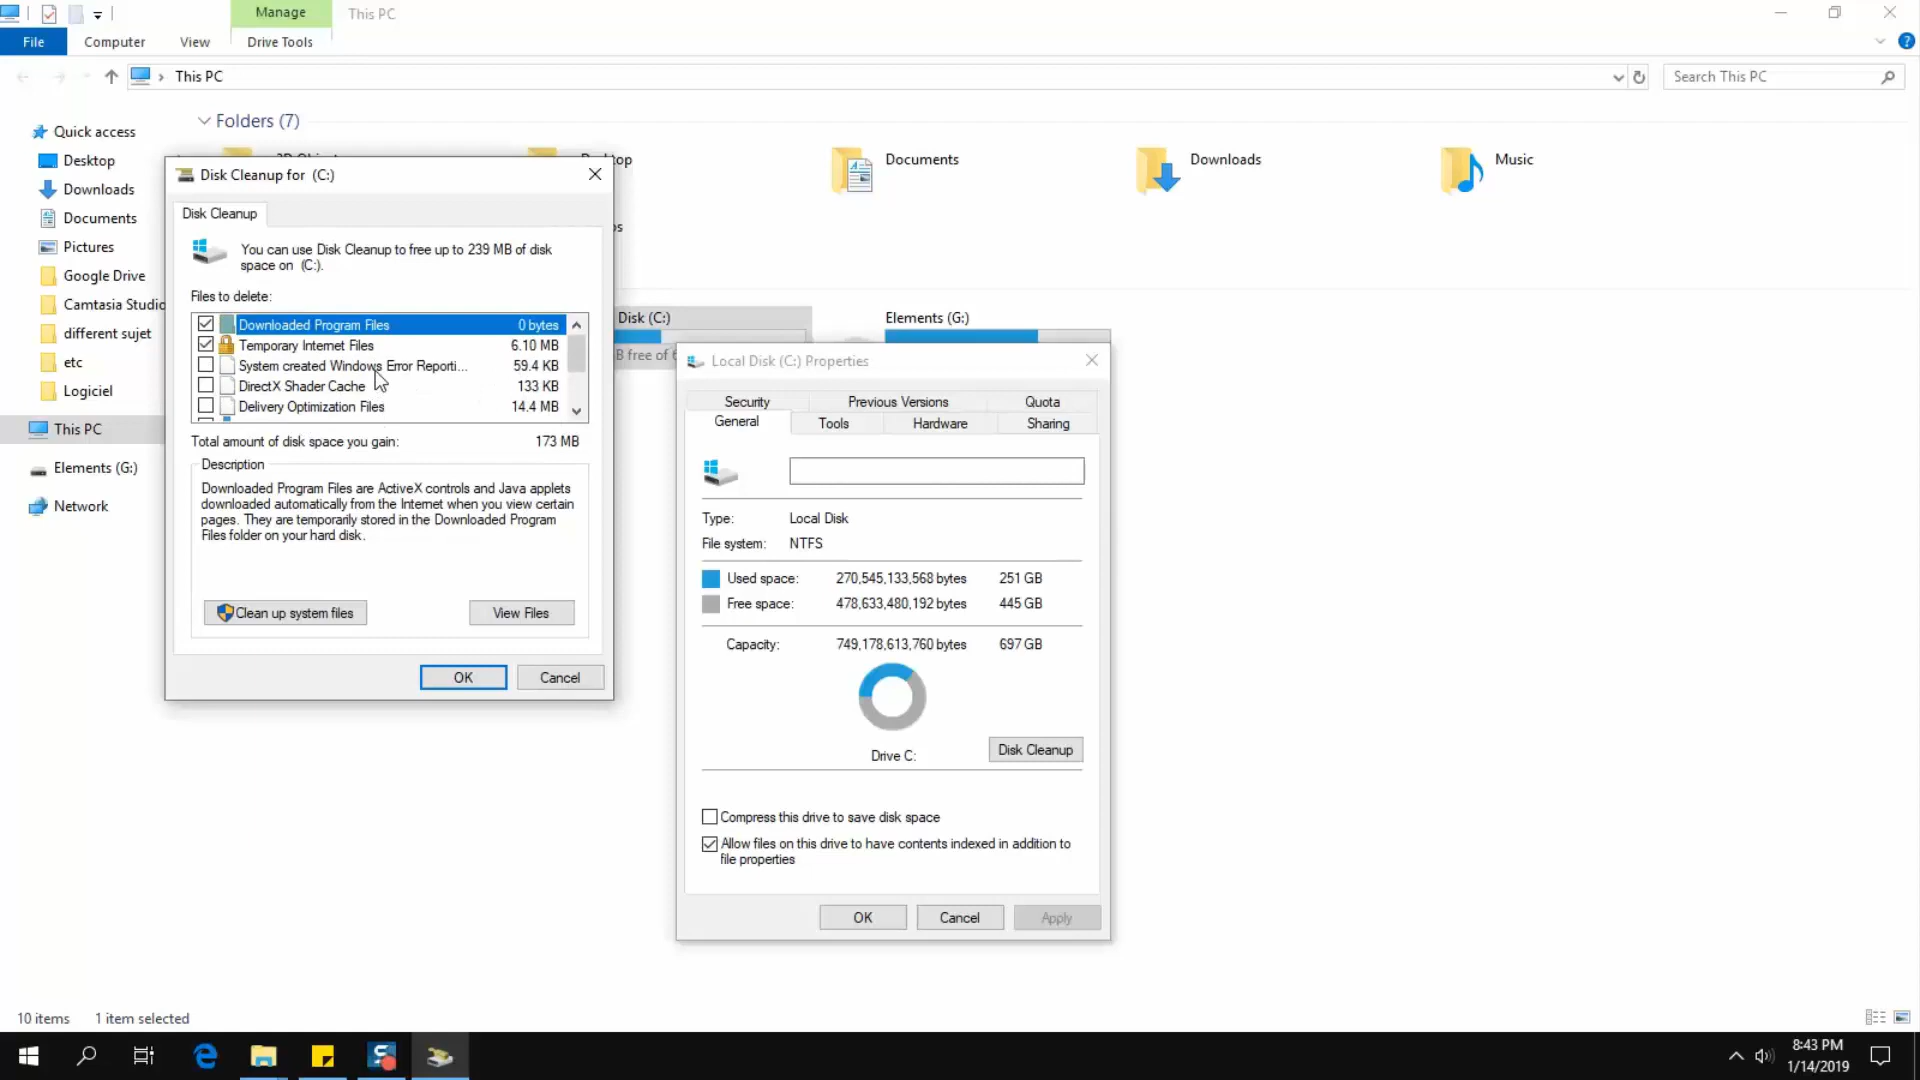 Manage
This PC
File
Computer
View
Drive Tools
This PC
Search This PC
Folders (7)
Quick access
Desktop
Downloads
Documents
Pictures
Google Drive
Camtasia Studio
different sujet
etc
Logiciel
This PC
Elements (G:)
Network
Documents
Downloads
Music
Disk (C:)
B free of
Elements (G:)
Disk Cleanup for (C:)
Disk Cleanup
You can use Disk Cleanup to free up to 239 MB of disk
space on (C:).
Files to delete:
Downloaded Program Files 0 bytes
Temporary Internet Files 6.10 MB
System created Windows Error Reporti... 59.4 KB
DirectX Shader Cache 133 KB
Delivery Optimization Files 14.4 MB
Total amount of disk space you gain: 173 MB
Description
Downloaded Program Files are ActiveX controls and Java applets
downloaded automatically from the Internet when you view certain
pages. They are temporarily stored in the Downloaded Program
Files folder on your hard disk.
Clean up system files
View Files
OK
Cancel
Local Disk (C:) Properties
Security
Previous Versions
Quota
General
Tools
Hardware
Sharing
Type: Local Disk
File system: NTFS
Used space: 270,545,133,568 bytes 251 GB
Free space: 478,633,480,192 bytes 445 GB
Capacity: 749,178,613,760 bytes 697 GB
Drive C:
Disk Cleanup
Compress this drive to save disk space
Allow files on this drive to have contents indexed in addition to
file properties
OK
Cancel
Apply
10 items
1 item selected
8:43 PM
1/14/2019